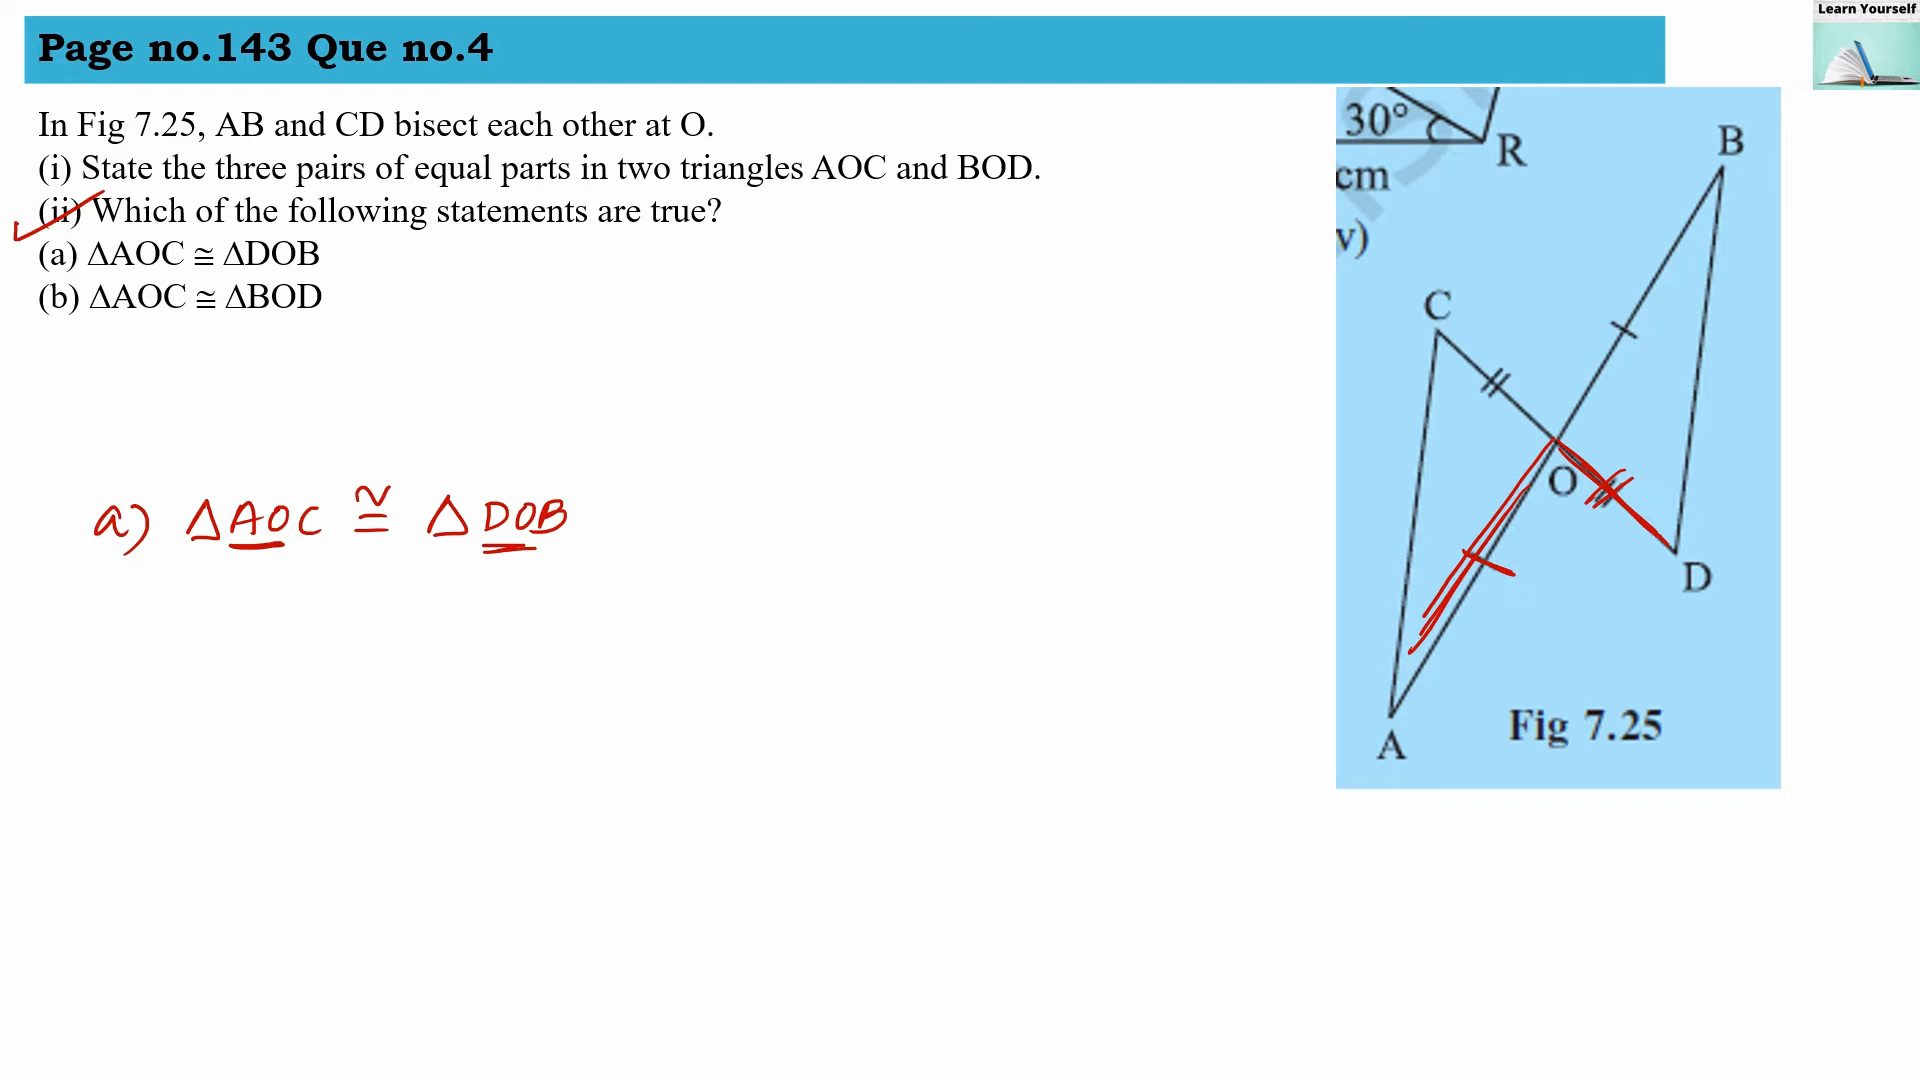 Learn Yourself
Page no.143 Que no.4
In Fig 7.25, AB and CD bisect each other at O.
(i) State the three pairs of equal parts in two triangles AOC and BOD.
(ii) Which of the following statements are true?
(a) ΔAOC ≅ ΔDOB
(b) ΔAOC ≅ ΔBOD
a) Δ AOC ≅ Δ DOB
30°
R
cm
v)
B
C
O
D
A
Fig 7.25